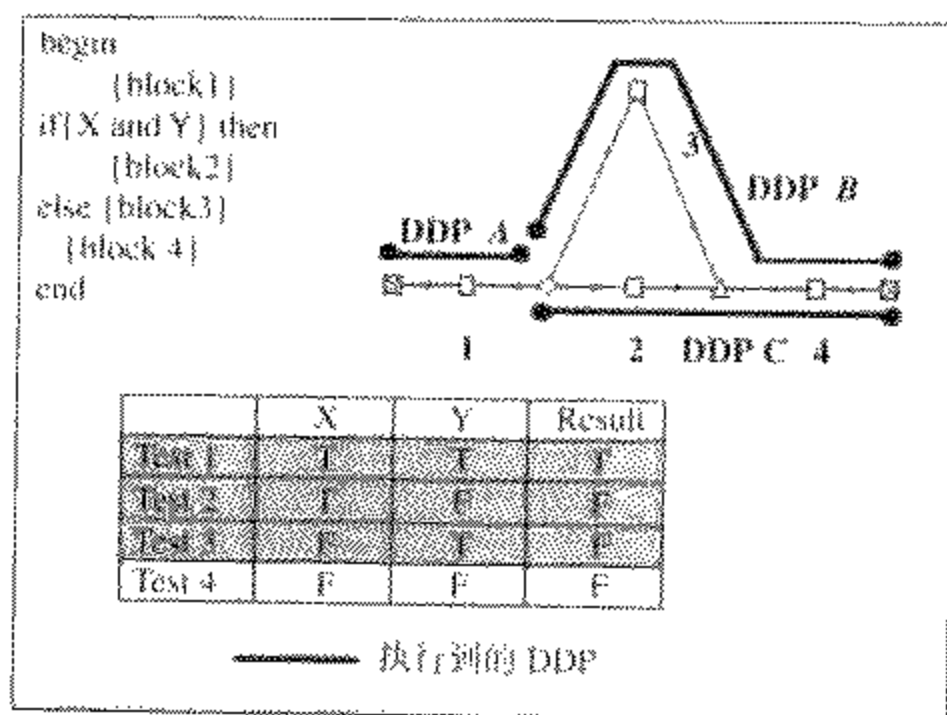 begin
{block1}
if{X and Y} then
{block2}
else {block3}
{block 4}
end
3
DDP B
DDP A
1 2 DDP C 4
X Y Result
Test 1 T T T
Test 2 T F F
Test 3 F T F
Test 4 F F F
执行到的 DDP